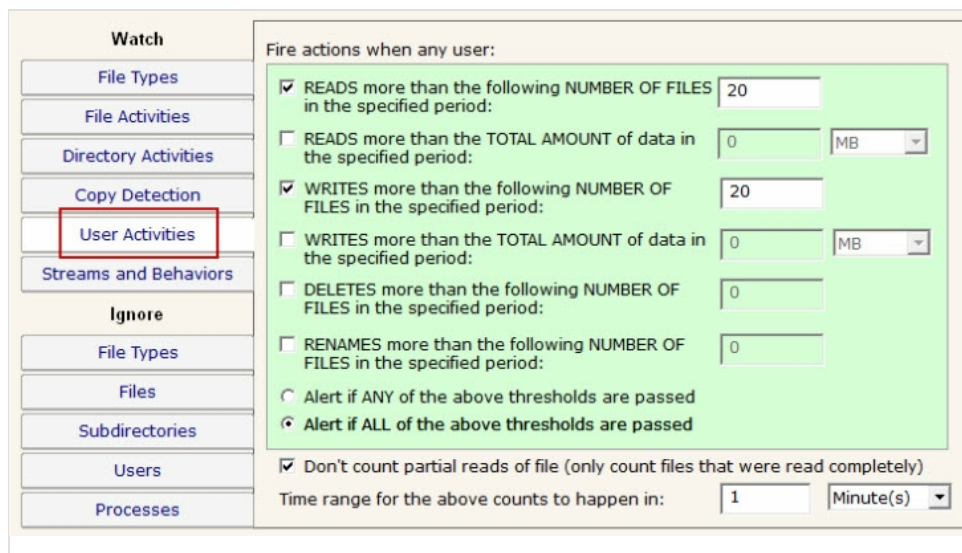 Watch
File Types
File Activities
Directory Activities
Copy Detection
User Activities
Streams and Behaviors
Ignore
File Types
Files
Subdirectories
Users
Processes
Fire actions when any user:
READS more than the following NUMBER OF FILES 20
in the specified period:
READS more than the TOTAL AMOUNT of data in 0 MB
the specified period:
WRITES more than the following NUMBER OF 20
FILES in the specified period:
WRITES more than the TOTAL AMOUNT of data in 0 MB
the specified period:
DELETES more than the following NUMBER OF 0
FILES in the specified period:
RENAMES more than the following NUMBER OF 0
FILES in the specified period:
Alert if ANY of the above thresholds are passed
Alert if ALL of the above thresholds are passed
Don't count partial reads of file (only count files that were read completely)
Time range for the above counts to happen in: 1 Minute(s)